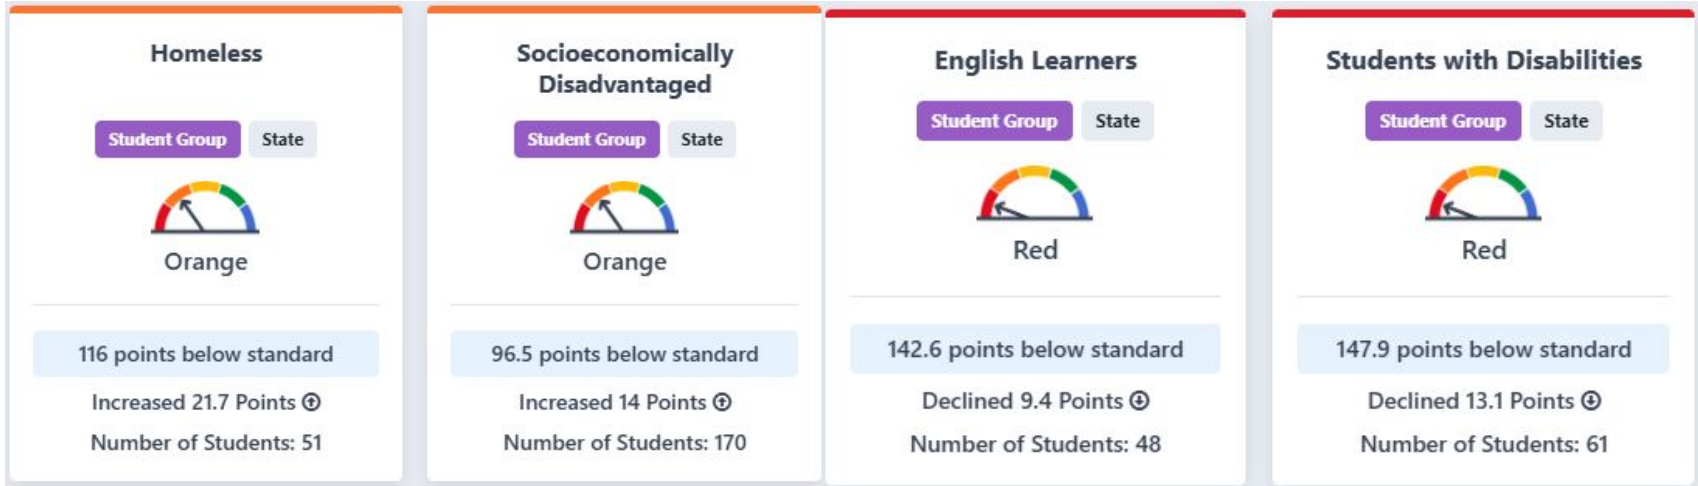 Homeless
Student Group State
Orange
116 points below standard
Increased 21.7 Points
Number of Students: 51
Socioeconomically
Disadvantaged
Student Group State
Orange
96.5 points below standard
Increased 14 Points
Number of Students: 170
English Learners
Student Group State
Red
142.6 points below standard
Declined 9.4 Points
Number of Students: 48
Students with Disabilities
Student Group State
Red
147.9 points below standard
Declined 13.1 Points
Number of Students: 61